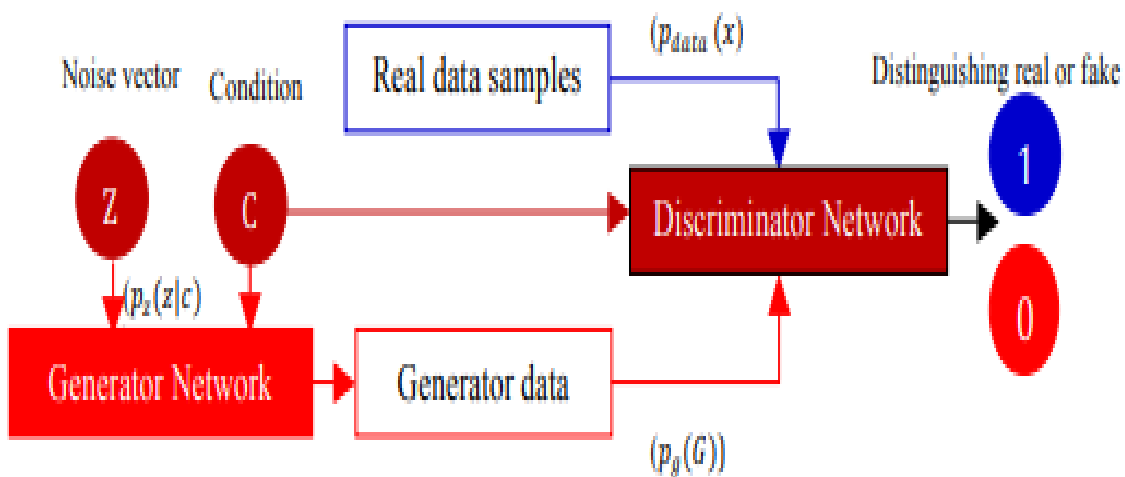 (p_data (x)
Noise vector
Condition
Real data samples
Distinguishing real or fake
1
Z
C
Discriminator Network
(p_z(z|c)
0
Generator Network
Generator data
(p_g(G))